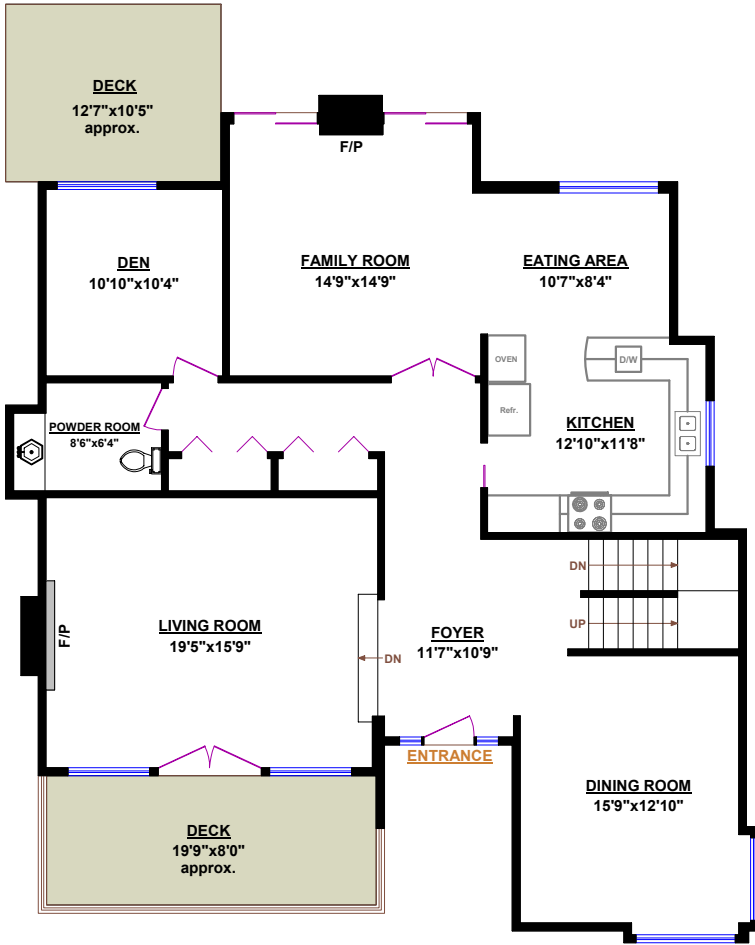 DECK
12'7"x10'5"
approx.
F/P
DEN
10'10"x10'4"
FAMILY ROOM
14'9"x14'9"
EATING AREA
10'7"x8'4"
OVEN
D/W
Refr.
POWDER ROOM
8'6"x6'4"
KITCHEN
12'10"x11'8"
DN
UP
LIVING ROOM
19'5"x15'9"
F/P
FOYER
11'7"x10'9"
DN
ENTRANCE
DINING ROOM
15'9"x12'10"
DECK
19'9"x8'0"
approx.